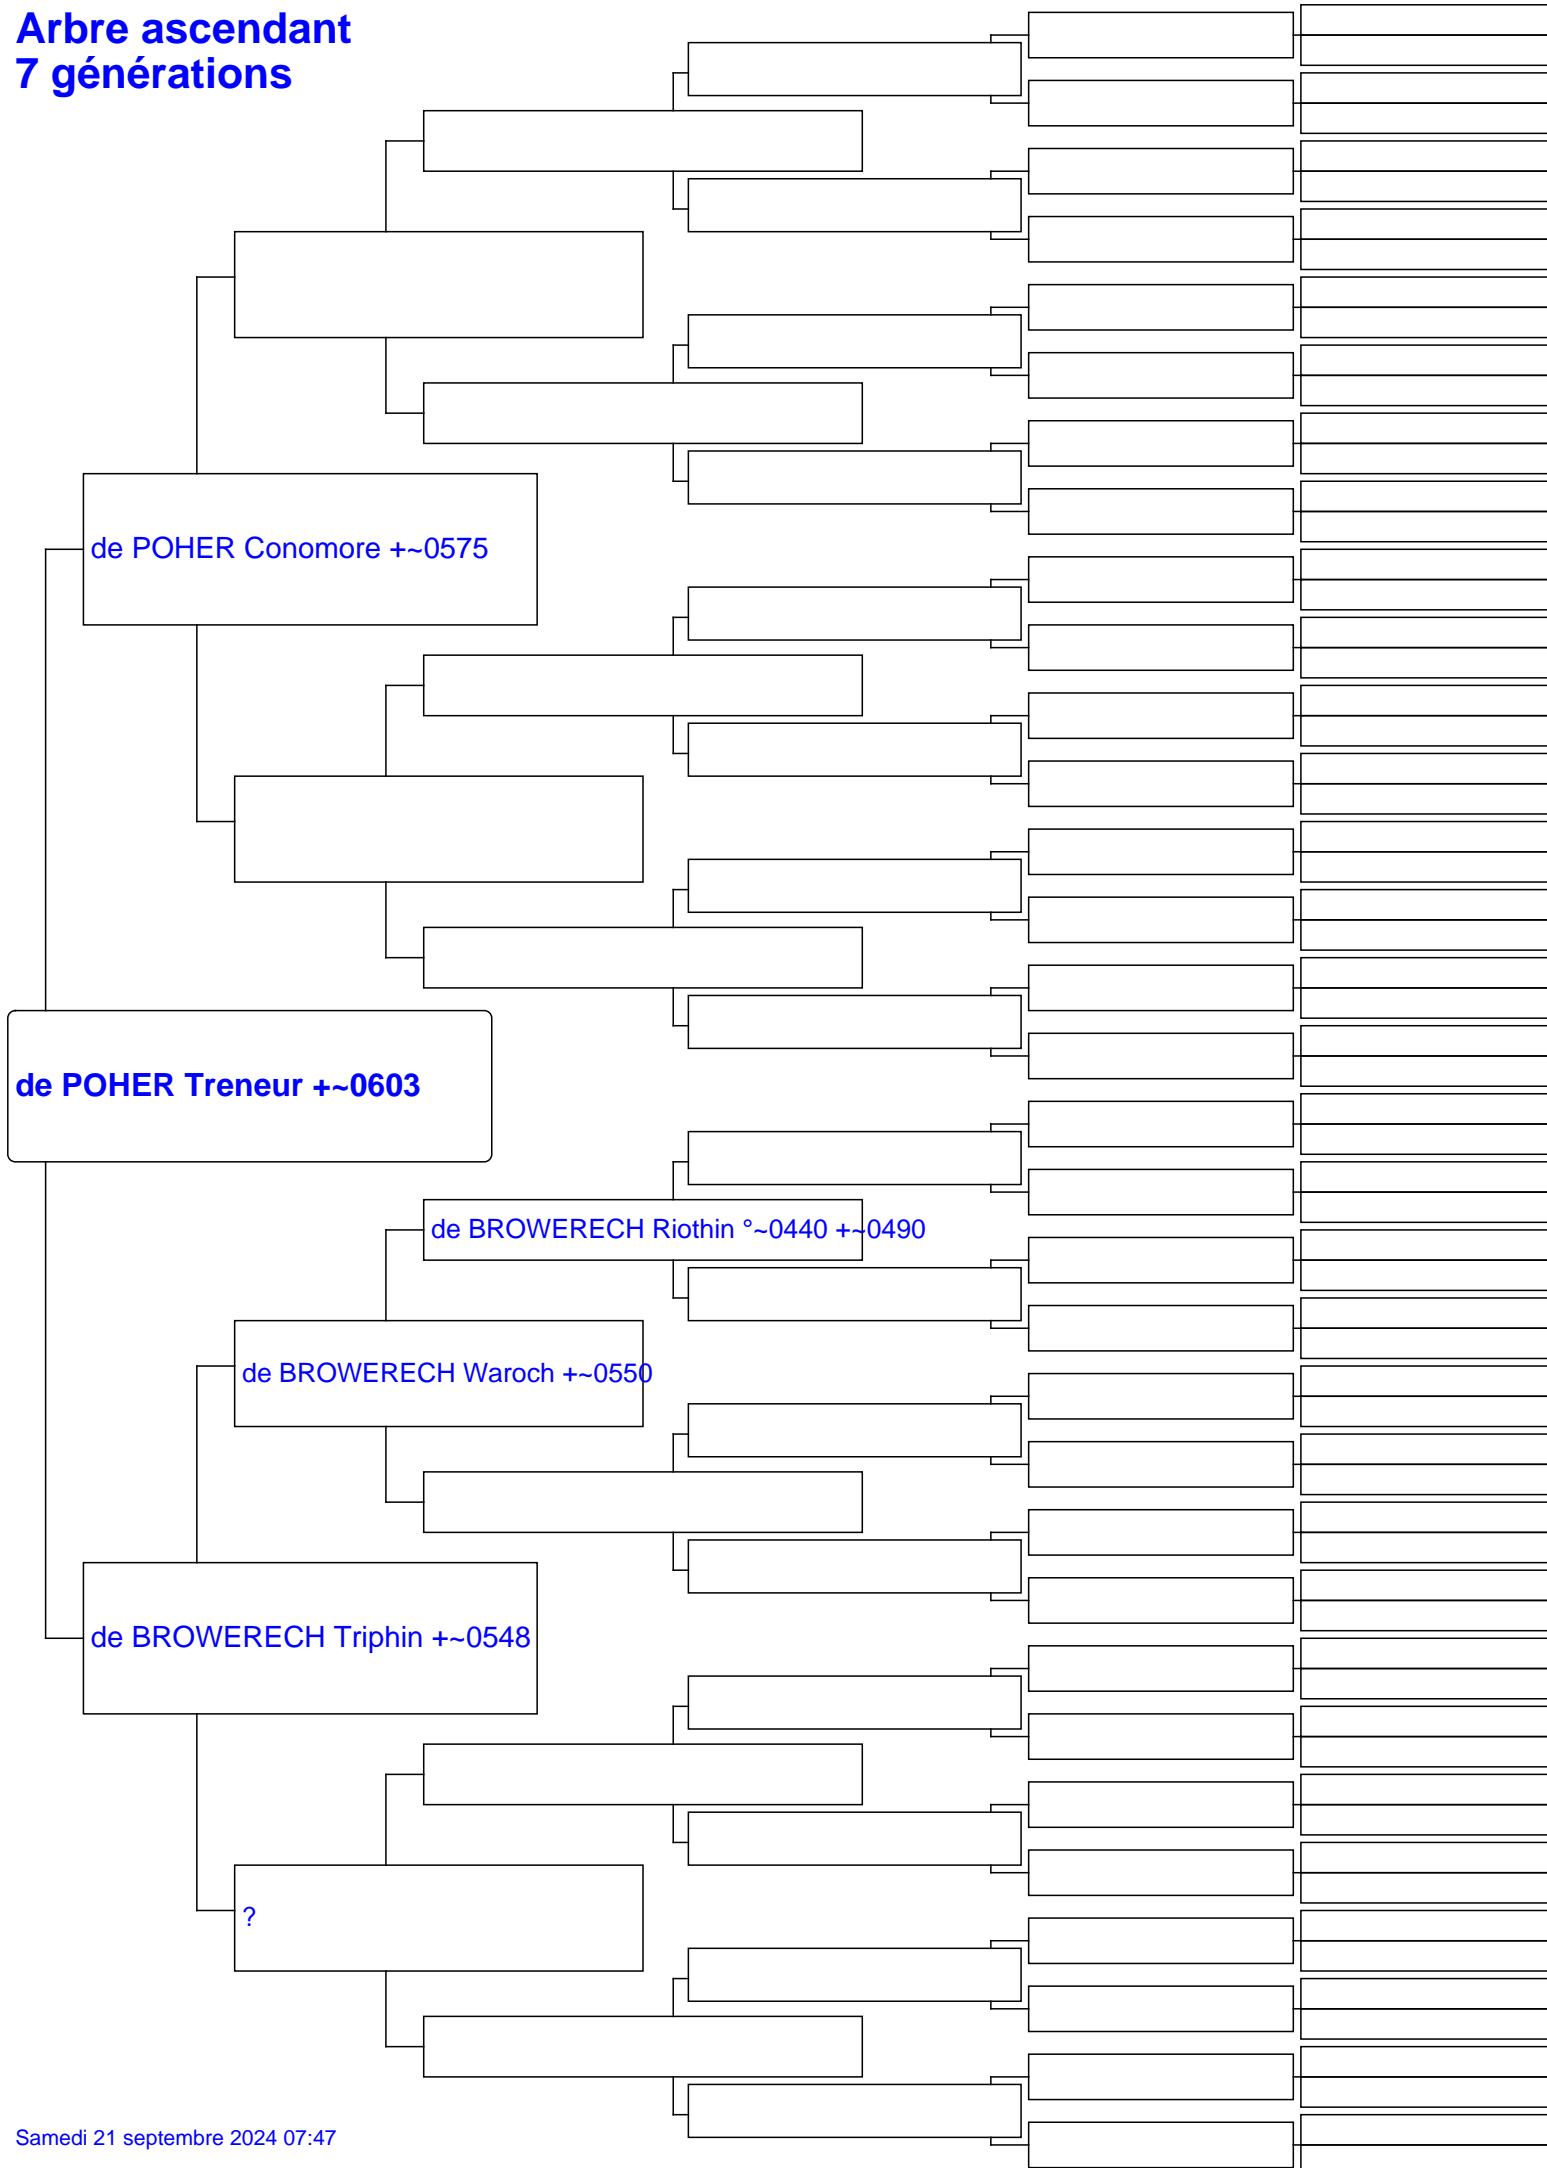 Arbre ascendant
7 générations
de POHER Conomore +~0575
de POHER Treneur +~0603
de BROWERECH Riothin °~0440 +~0490
de BROWERECH Waroch +~0550
de BROWERECH Triphin +~0548
?
Samedi 21 septembre 2024 07:47